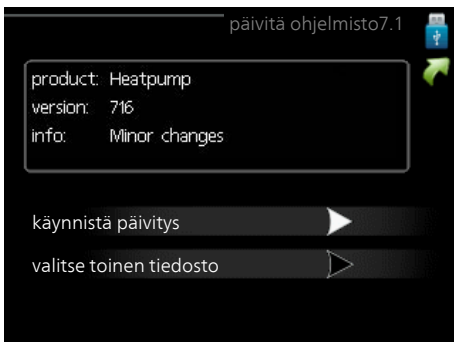 päivitä ohjelmisto7.1
product: Heatpump
version: 716
info: Minor changes
käynnistä päivitys
valitse toinen tiedosto